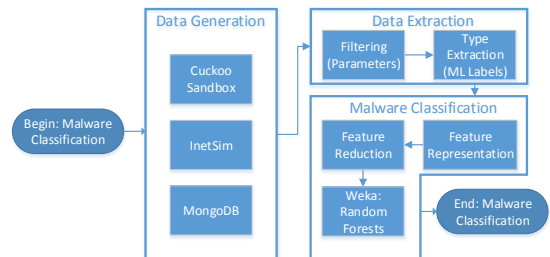 Begin: Malware
Classification
Data Generation
Cuckoo
Sandbox
InetSim
MongoDB
Data Extraction
Filtering
(Parameters)
Type
Extraction
(ML Labels)
Malware Classification
Feature
Reduction
Feature
Representation
Weka:
Random
Forests
End: Malware
Classification